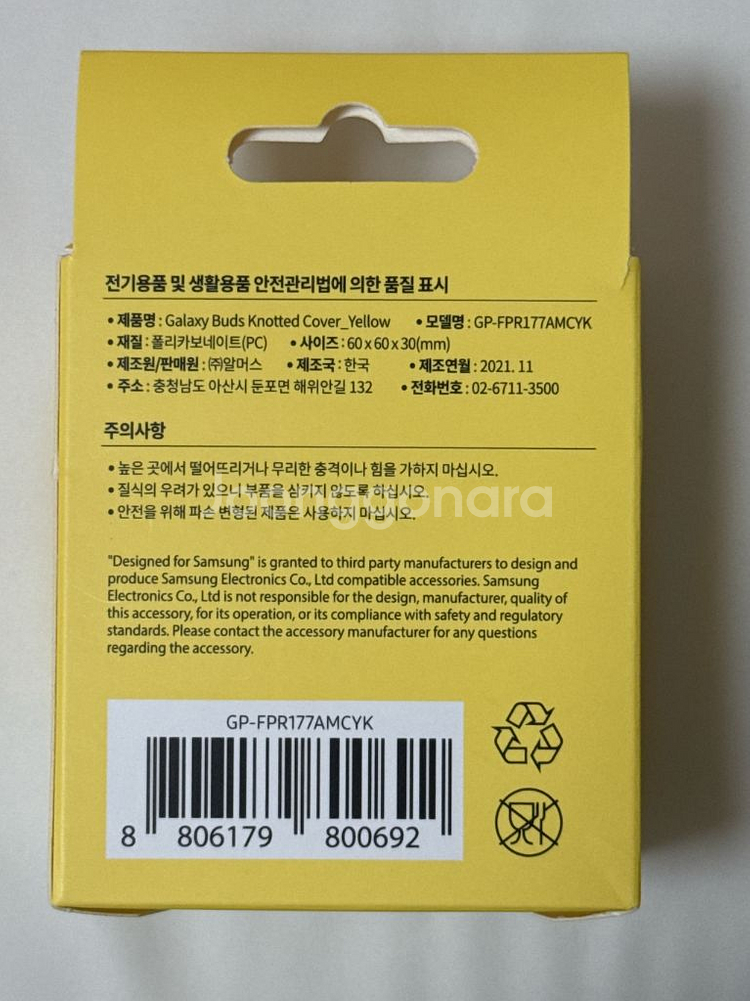 전기용품 및 생활용품 안전관리법에 의한 품질 표시
• 제품명 : Galaxy Buds Knotted Cover_Yellow • 모델명 : GP-FPR177AMCYK
• 재질 : 폴리카보네이트(PC) • 사이즈 : 60 x 60 x 30(mm)
• 제조원/판매원 : ㈜알머스 • 제조국 : 한국 • 제조연월 : 2021. 11
• 주소 : 충청남도 아산시 둔포면 해위안길 132 • 전화번호 : 02-6711-3500
주의사항
• 높은 곳에서 떨어뜨리거나 무리한 충격이나 힘을 가하지 마십시오.
• 질식의 우려가 있으니 부품을 삼키지 않도록 하십시오.
• 안전을 위해 파손 변형된 제품은 사용하지 마십시오.
joonggonara
"Designed for Samsung" is granted to third party manufacturers to design and
produce Samsung Electronics Co., Ltd compatible accessories. Samsung
Electronics Co., Ltd is not responsible for the design, manufacturer, quality of
this accessory, for its operation, or its compliance with safety and regulatory
standards. Please contact the accessory manufacturer for any questions
regarding the accessory.
GP-FPR177AMCYK
8 806179 800692